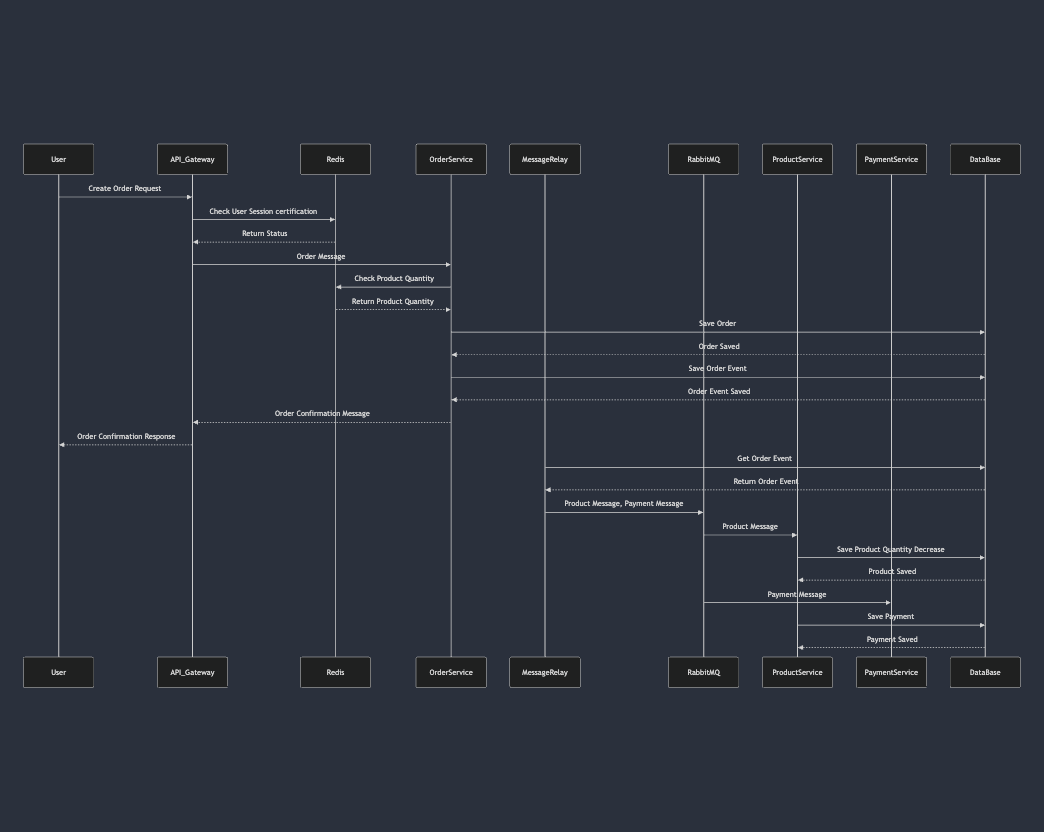 User
API_Gateway
Redis
OrderService
MessageRelay
RabbitMQ
ProductService
PaymentService
DataBase
Create Order Request
Check User Session certification
Return Status
Order Message
Check Product Quantity
Return Product Quantity
Save Order
Order Saved
Save Order Event
Order Event Saved
Order Confirmation Message
Order Confirmation Response
Get Order Event
Return Order Event
Product Message, Payment Message
Product Message
Save Product Quantity Decrease
Product Saved
Payment Message
Save Payment
Payment Saved
User
API_Gateway
Redis
OrderService
MessageRelay
RabbitMQ
ProductService
PaymentService
DataBase